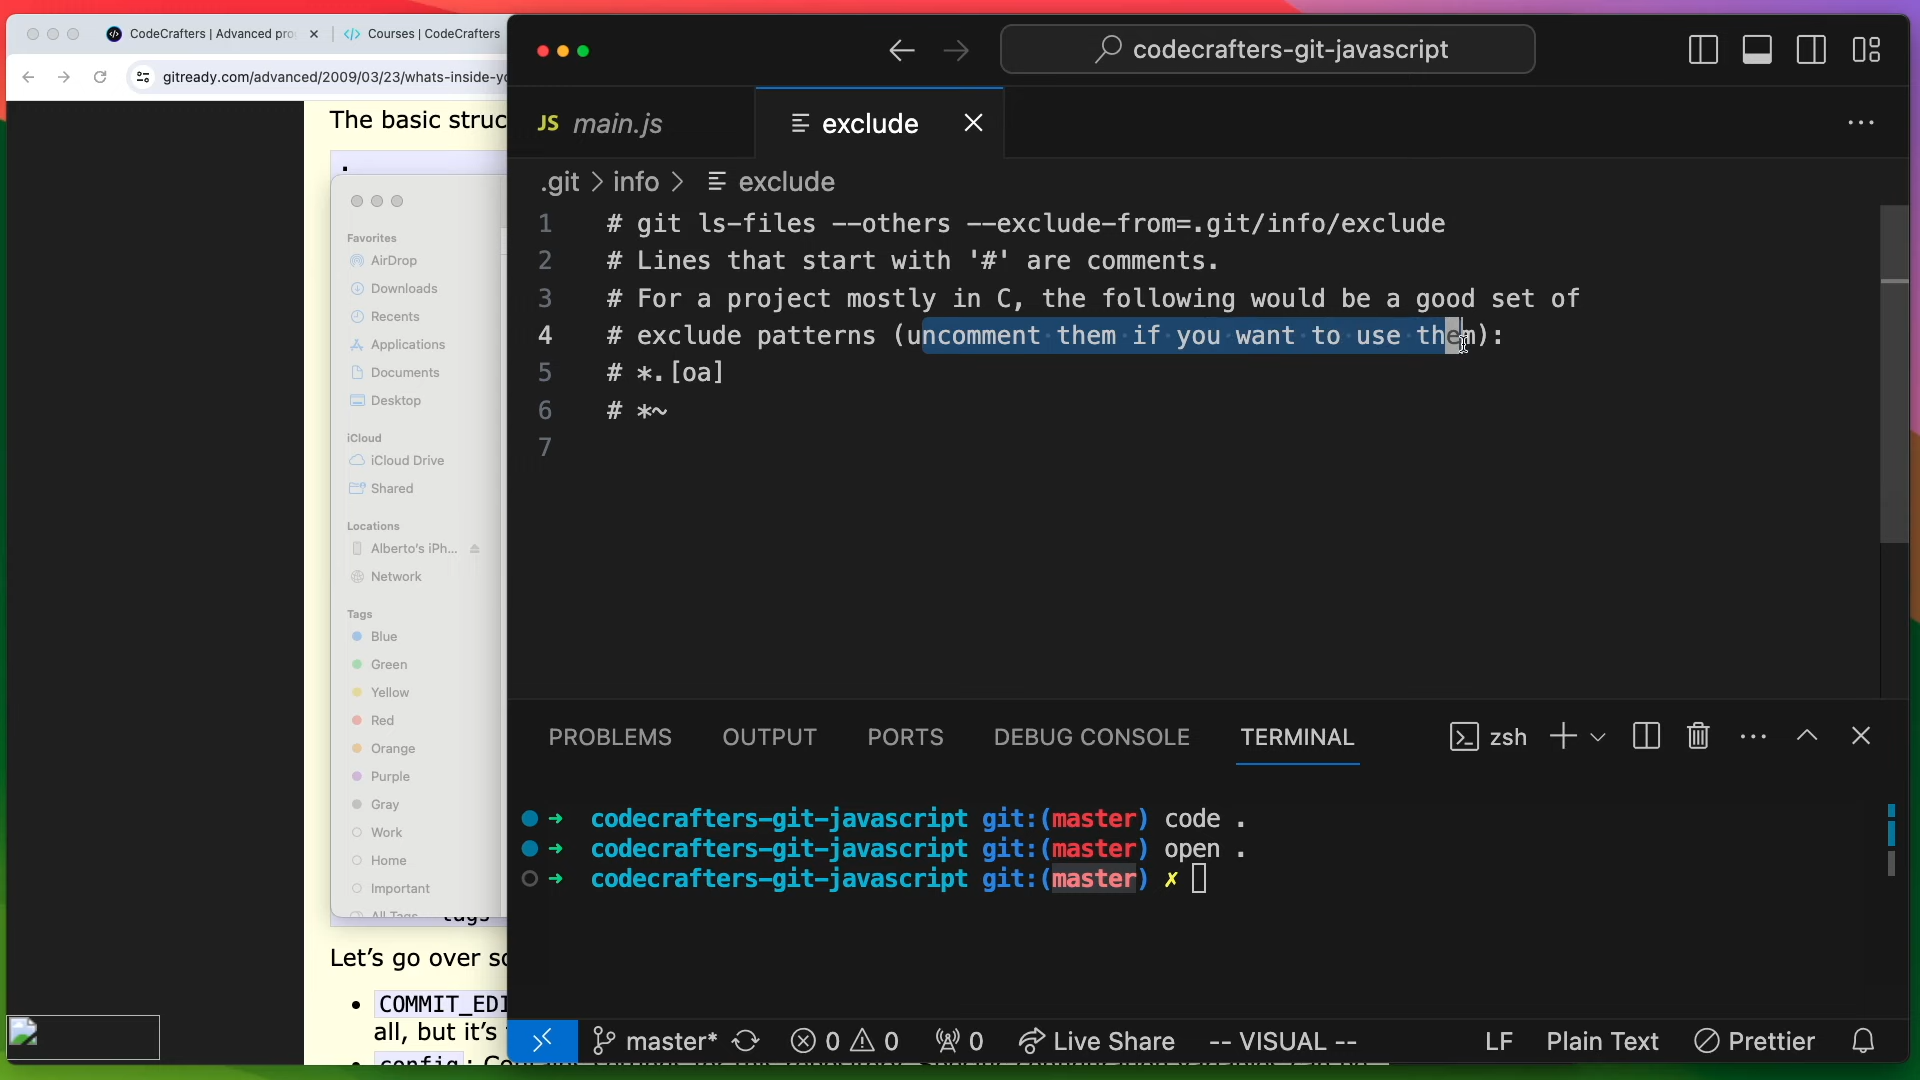 CodeCrafters | Advanced pro
Courses | CodeCrafters
gitready.com/advanced/2009/03/23/whats-inside-yo
The basic struc
.
Favorites
AirDrop
Downloads
Recents
Applications
Documents
Desktop
iCloud
iCloud Drive
Shared
Locations
Alberto's iPh...
Network
Tags
Blue
Green
Yellow
Red
Orange
Purple
Gray
Work
Home
Important
All Tags
tags
Let's go over so
COMMIT_EDI
all, but it's
config
codecrafters-git-javascript
JS main.js
exclude
.git > info > exclude
1 # git ls-files --others --exclude-from=.git/info/exclude
2 # Lines that start with '#' are comments.
3 # For a project mostly in C, the following would be a good set of
4 # exclude patterns (uncomment them if you want to use them):
5 # *.[oa]
6 # *~
7
PROBLEMS OUTPUT PORTS DEBUG CONSOLE TERMINAL
zsh
➜ codecrafters-git-javascript git:(master) code .
➜ codecrafters-git-javascript git:(master) open .
➜ codecrafters-git-javascript git:(master) ✗
master* 0 0 0 Live Share -- VISUAL -- LF Plain Text Prettier